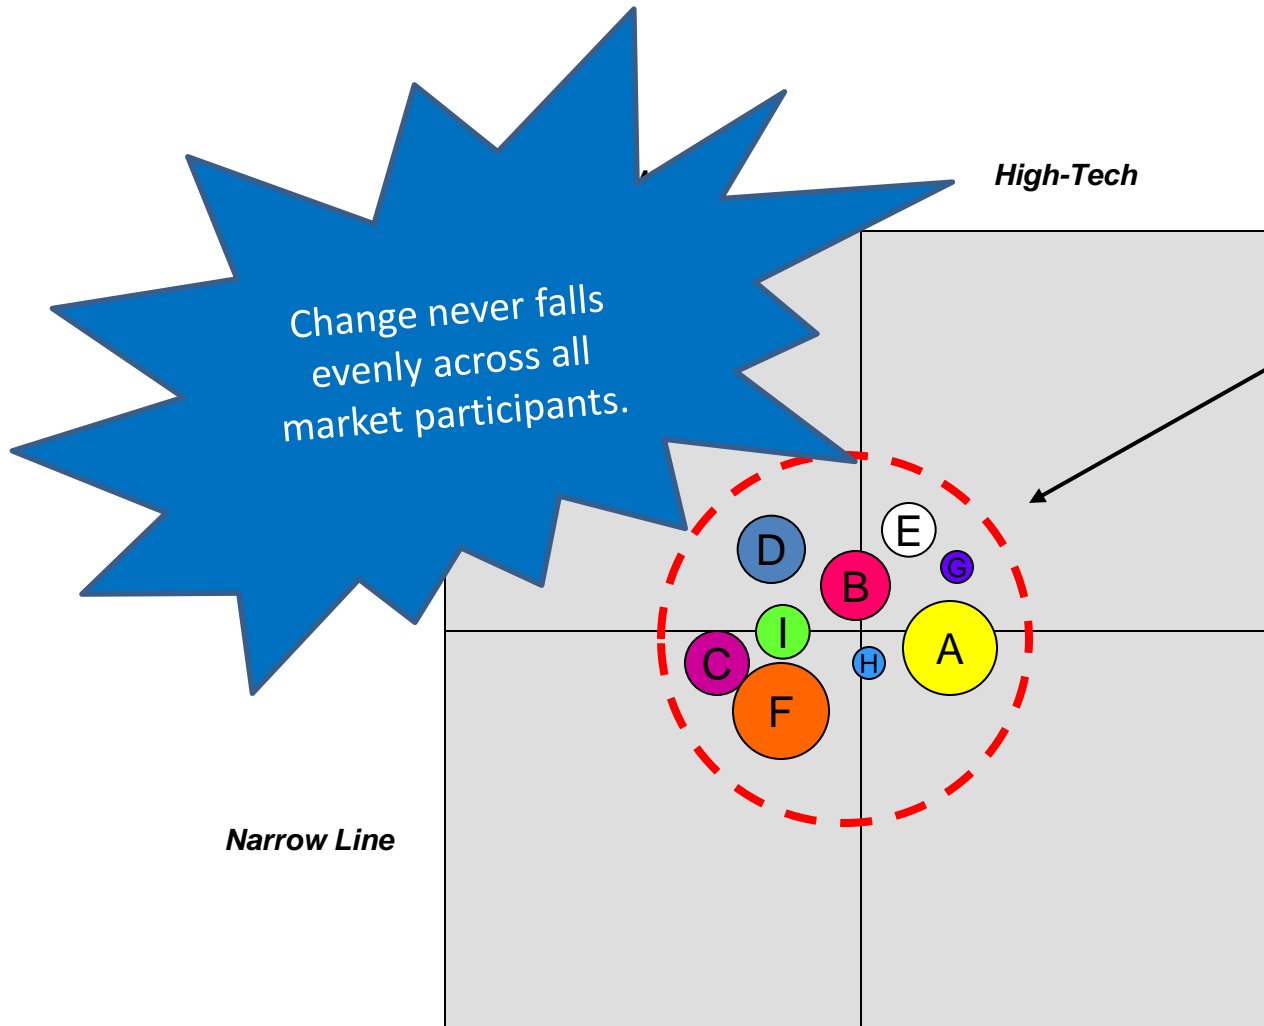 High-Tech
Change never falls
evenly across all
market participants.
E
D
G
B
I
A
C
H
F
Narrow Line